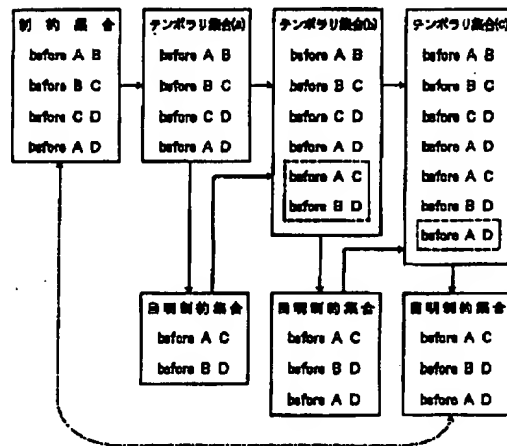 制約集合
before A B
before B C
before C D
before A D
テンポラリ集合(a)
before A B
before B C
before C D
before A D
テンポラリ集合(b)
before A B
before B C
before C D
before A D
before A C
before B D
テンポラリ集合(c)
before A B
before B C
before C D
before A D
before A C
before B D
before A D
自明制約集合
before A C
before B D
自明制約集合
before A C
before B D
before A D
自明制約集合
before A C
before B D
before A D